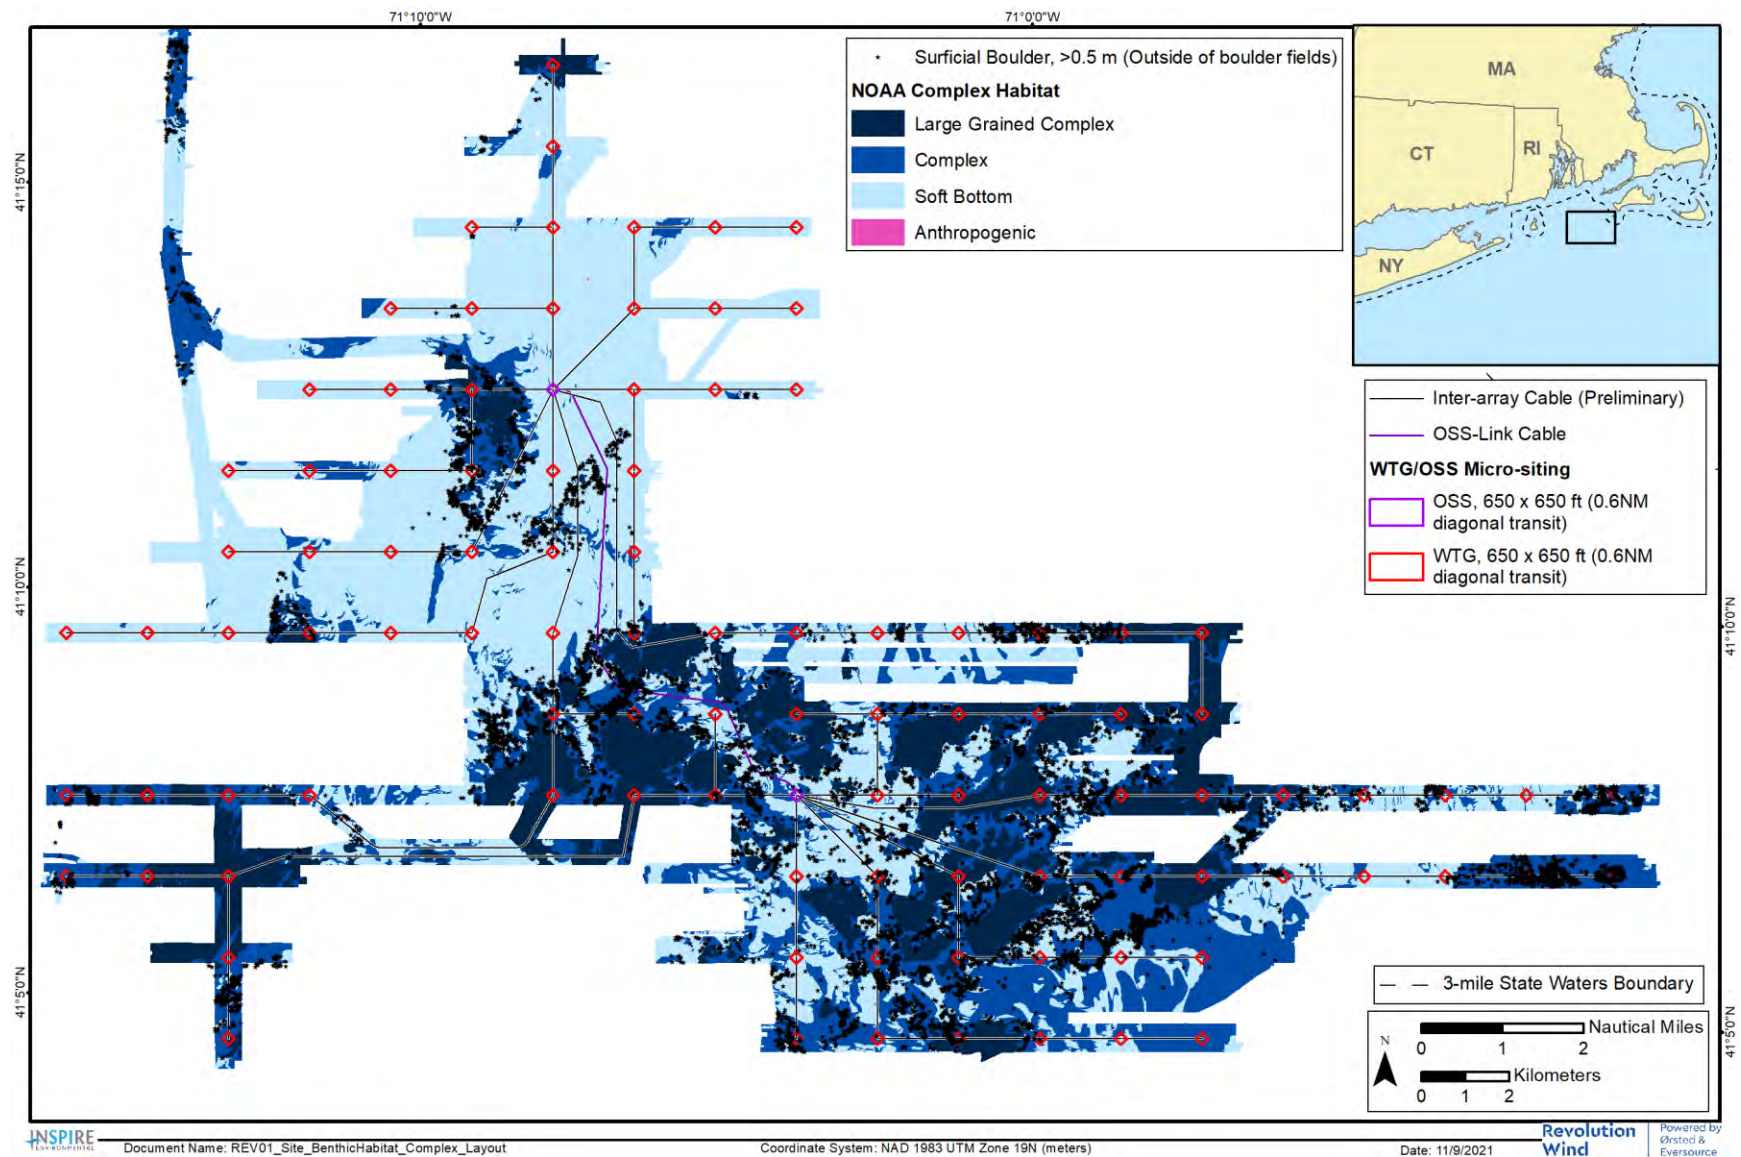 71°10'0"W
71°0'0"W
Surficial Boulder, >0.5 m (Outside of boulder fields)
NOAA Complex Habitat
Large Grained Complex
Complex
Soft Bottom
Anthropogenic
MA
CT
RI
NY
41°15'0"N
Inter-array Cable (Preliminary)
OSS-Link Cable
WTG/OSS Micro-siting
OSS, 650 x 650 ft (0.6NM
diagonal transit)
WTG, 650 x 650 ft (0.6NM
diagonal transit)
41°10'0"N
41°10'0"N
3-mile State Waters Boundary
41°5'0"N
41°5'0"N
N
Nautical Miles
0 1 2
Kilometers
0 1 2
INSPIRE
ENVIRONMENTAL
Document Name: REV01_Site_BenthicHabitat_Complex_Layout
Coordinate System: NAD 1983 UTM Zone 19N (meters)
Date: 11/9/2021
Revolution
Wind
Powered by
Ørsted &
Eversource